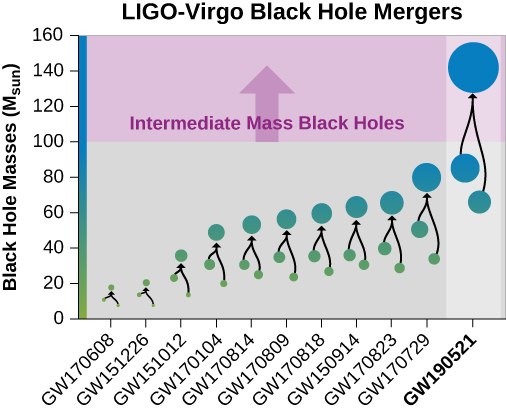 LIGO-Virgo Black Hole Mergers
Black Hole Masses (Msun)
160
140
120
100
80
60
40
20
0
Intermediate Mass Black Holes
GW170608
GW151226
GW151012
GW170104
GW170814
GW170809
GW170818
GW150914
GW170823
GW170729
GW190521